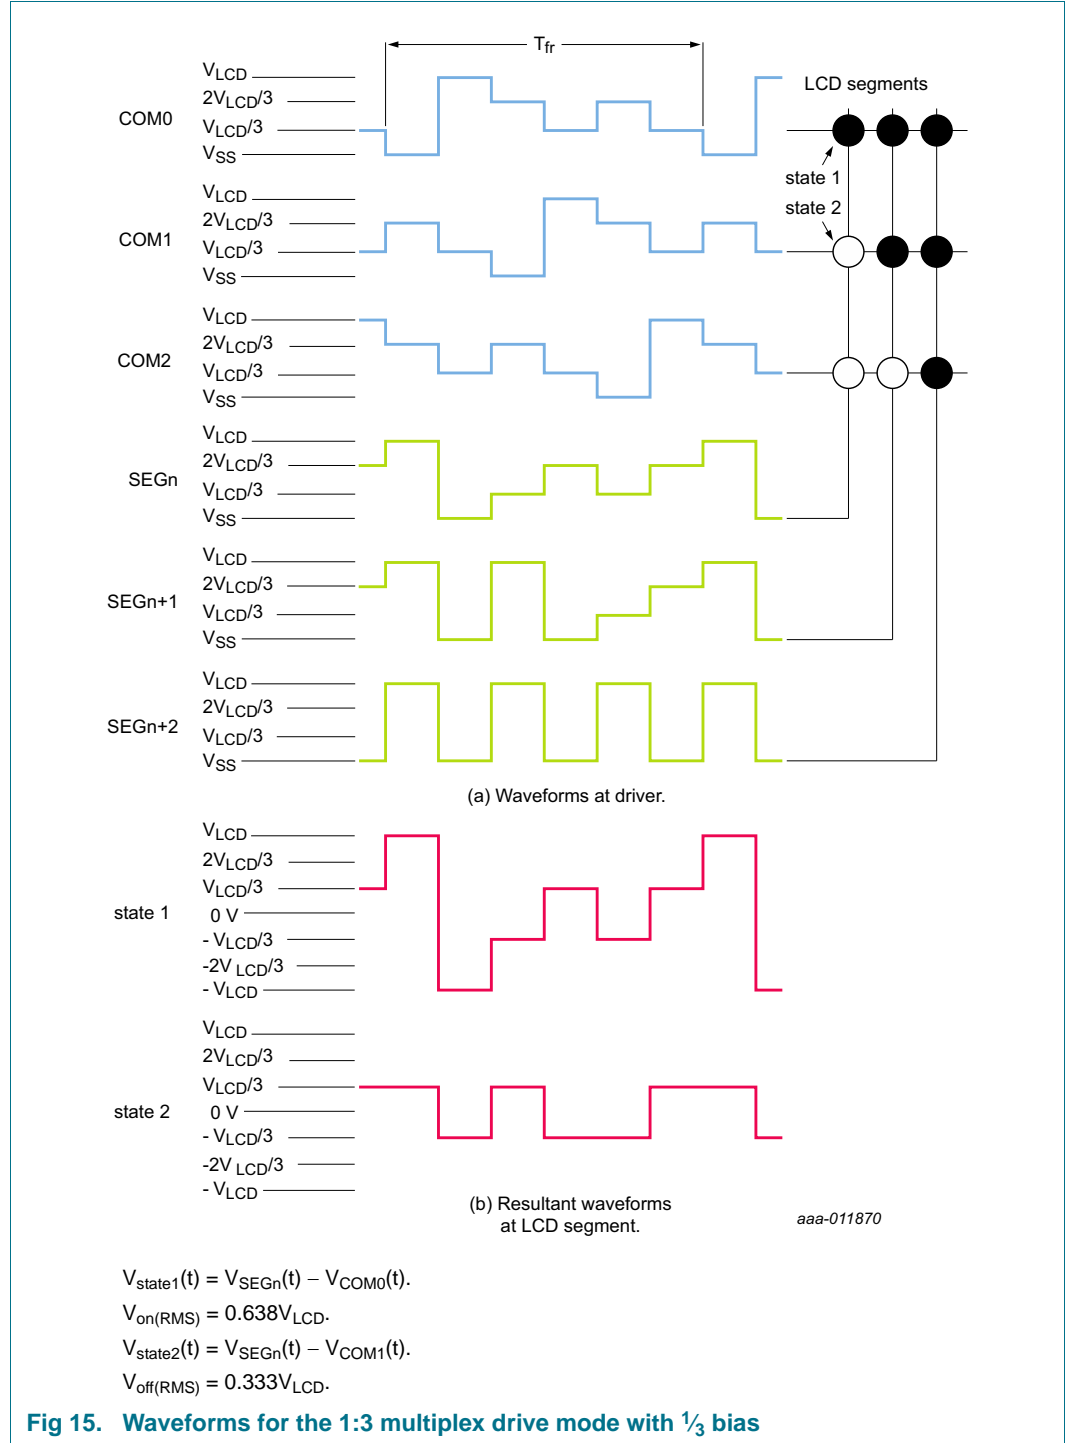 Tfr
VLCD
2VLCD/3
COM0
VLCD/3
VSS
LCD segments
state 1
state 2
VLCD
2VLCD/3
COM1
VLCD/3
VSS
VLCD
2VLCD/3
COM2
VLCD/3
VSS
VLCD
2VLCD/3
SEGn
VLCD/3
VSS
VLCD
2VLCD/3
SEGn+1
VLCD/3
VSS
VLCD
2VLCD/3
SEGn+2
VLCD/3
VSS
(a) Waveforms at driver.
VLCD
2VLCD/3
VLCD/3
state 1
0 V
- VLCD/3
-2V LCD/3
- VLCD
VLCD
2VLCD/3
VLCD/3
state 2
0 V
- VLCD/3
-2V LCD/3
- VLCD
(b) Resultant waveforms
at LCD segment.
aaa-011870
Vstate1(t) = VSEGn(t) − VCOM0(t).
Von(RMS) = 0.638VLCD.
Vstate2(t) = VSEGn(t) − VCOM1(t).
Voff(RMS) = 0.333VLCD.
Fig 15. Waveforms for the 1:3 multiplex drive mode with 1⁄3 bias